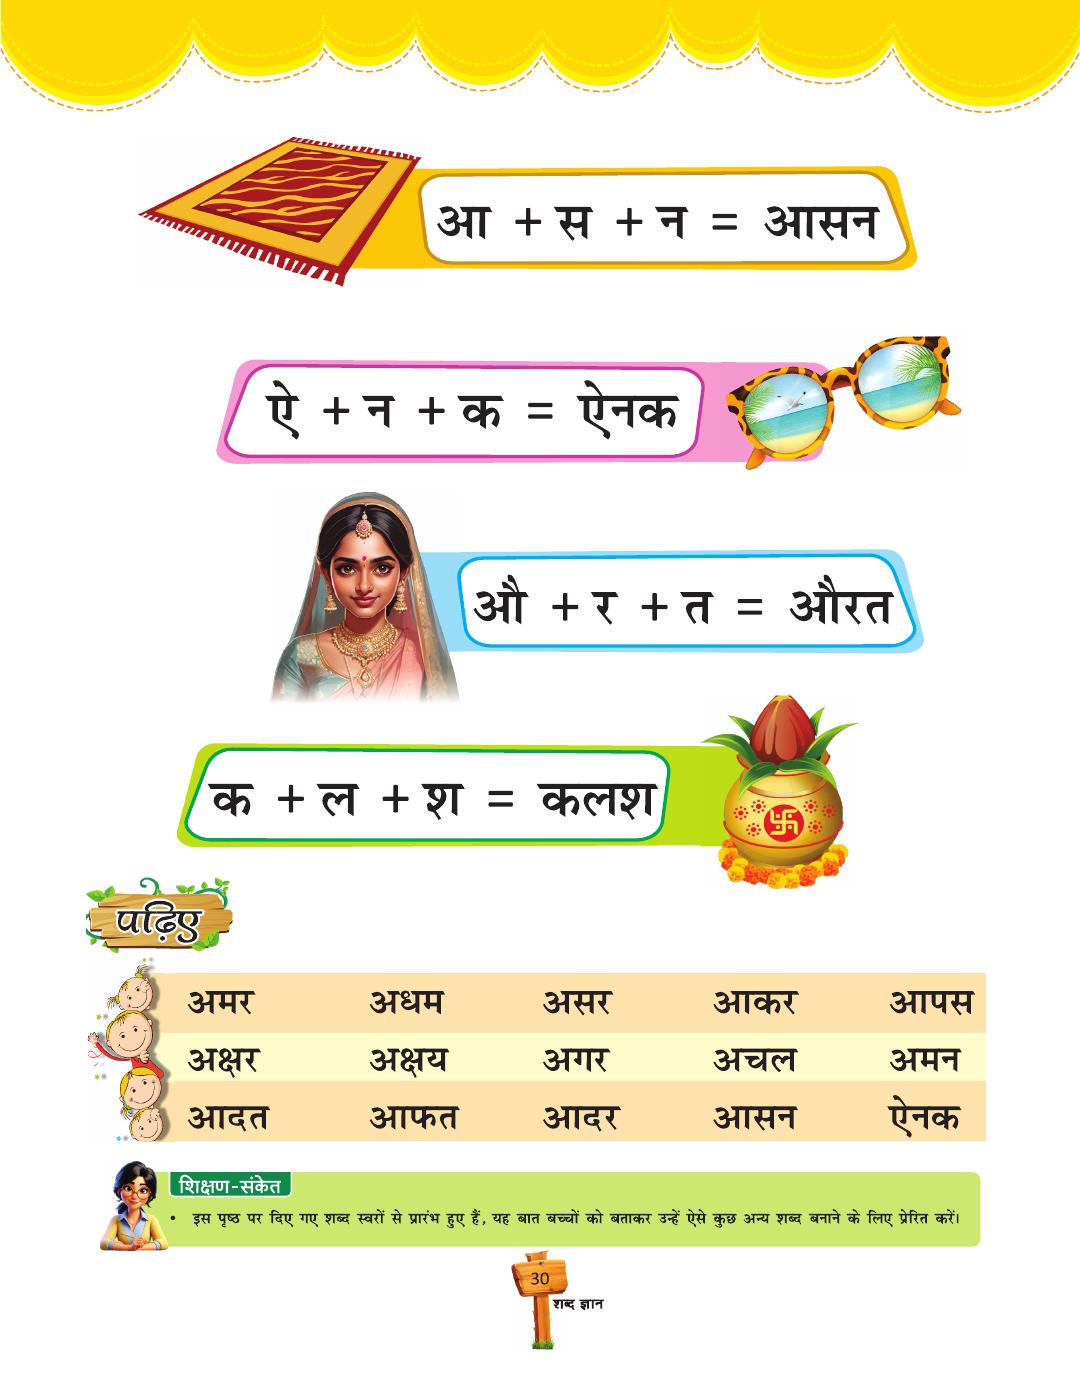 आ + स + न = आसन
ऐ + न + क = ऐनक
औ + र + त = औरत
क + ल + श = कलश
पढ़िए
अमर अधम असर आकर आपस
अक्षर अक्षय अगर अचल अमन
आदत आफत आदर आसन ऐनक
शिक्षण-संकेत
• इस पृष्ठ पर दिए गए शब्द स्वरों से प्रारंभ हुए हैं, यह बात बच्चों को बताकर उन्हें ऐसे कुछ अन्य शब्द बनाने के लिए प्रेरित करें।
30
शब्द ज्ञान